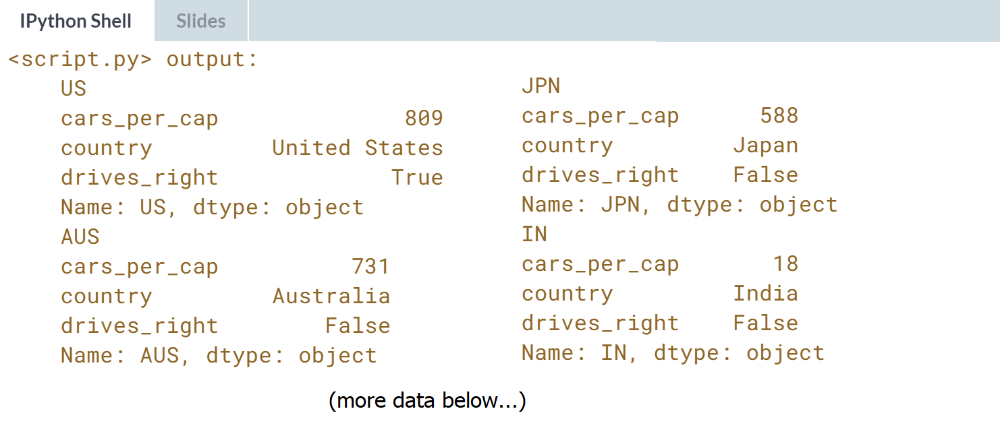 IPython Shell
Slides
<script.py> output:
US
cars_per_cap 809
country United States
drives_right True
Name: US, dtype: object
AUS
cars_per_cap 731
country Australia
drives_right False
Name: AUS, dtype: object
JPN
cars_per_cap 588
country Japan
drives_right False
Name: JPN, dtype: object
IN
cars_per_cap 18
country India
drives_right False
Name: IN, dtype: object
(more data below...)